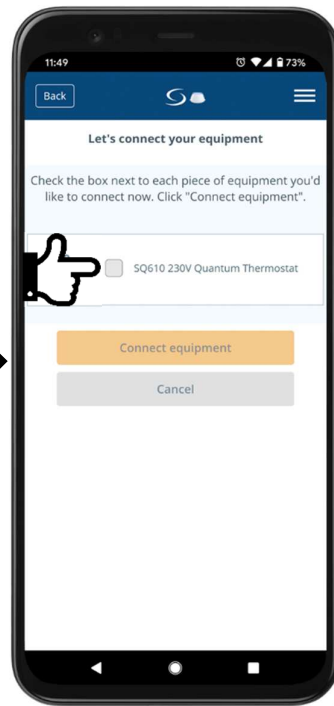 11:49
73%
Back
Let's connect your equipment
Check the box next to each piece of equipment you'd
like to connect now. Click "Connect equipment".
SQ610 230V Quantum Thermostat
Connect equipment
Cancel